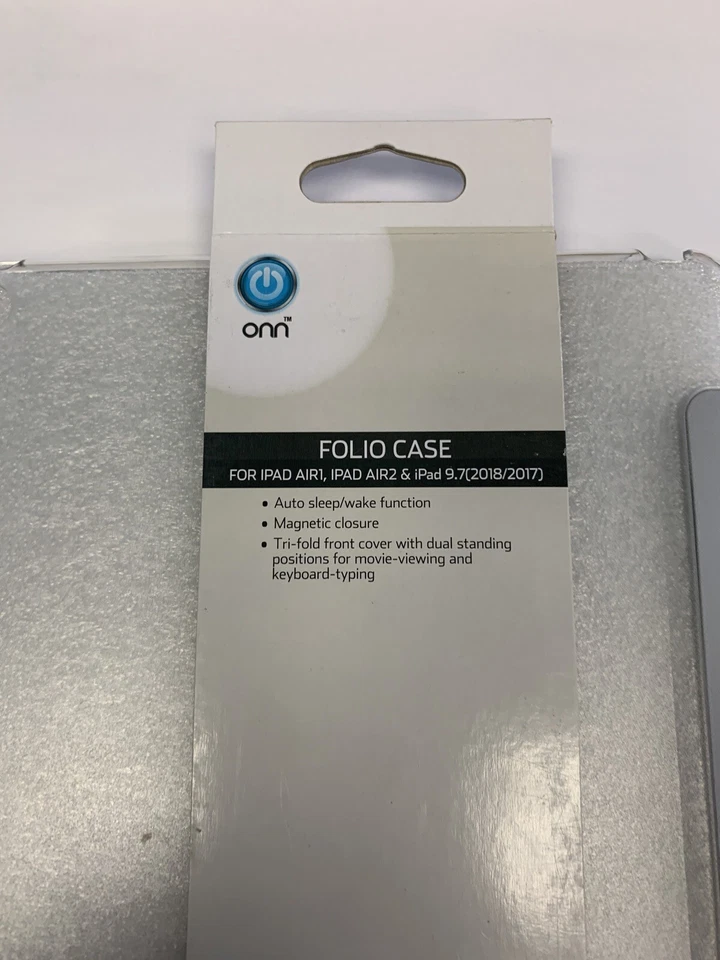 onn™
FOLIO CASE
FOR IPAD AIR1, IPAD AIR2 & iPad 9.7(2018/2017)
• Auto sleep/wake function
• Magnetic closure
• Tri-fold front cover with dual standing
positions for movie-viewing and
keyboard-typing